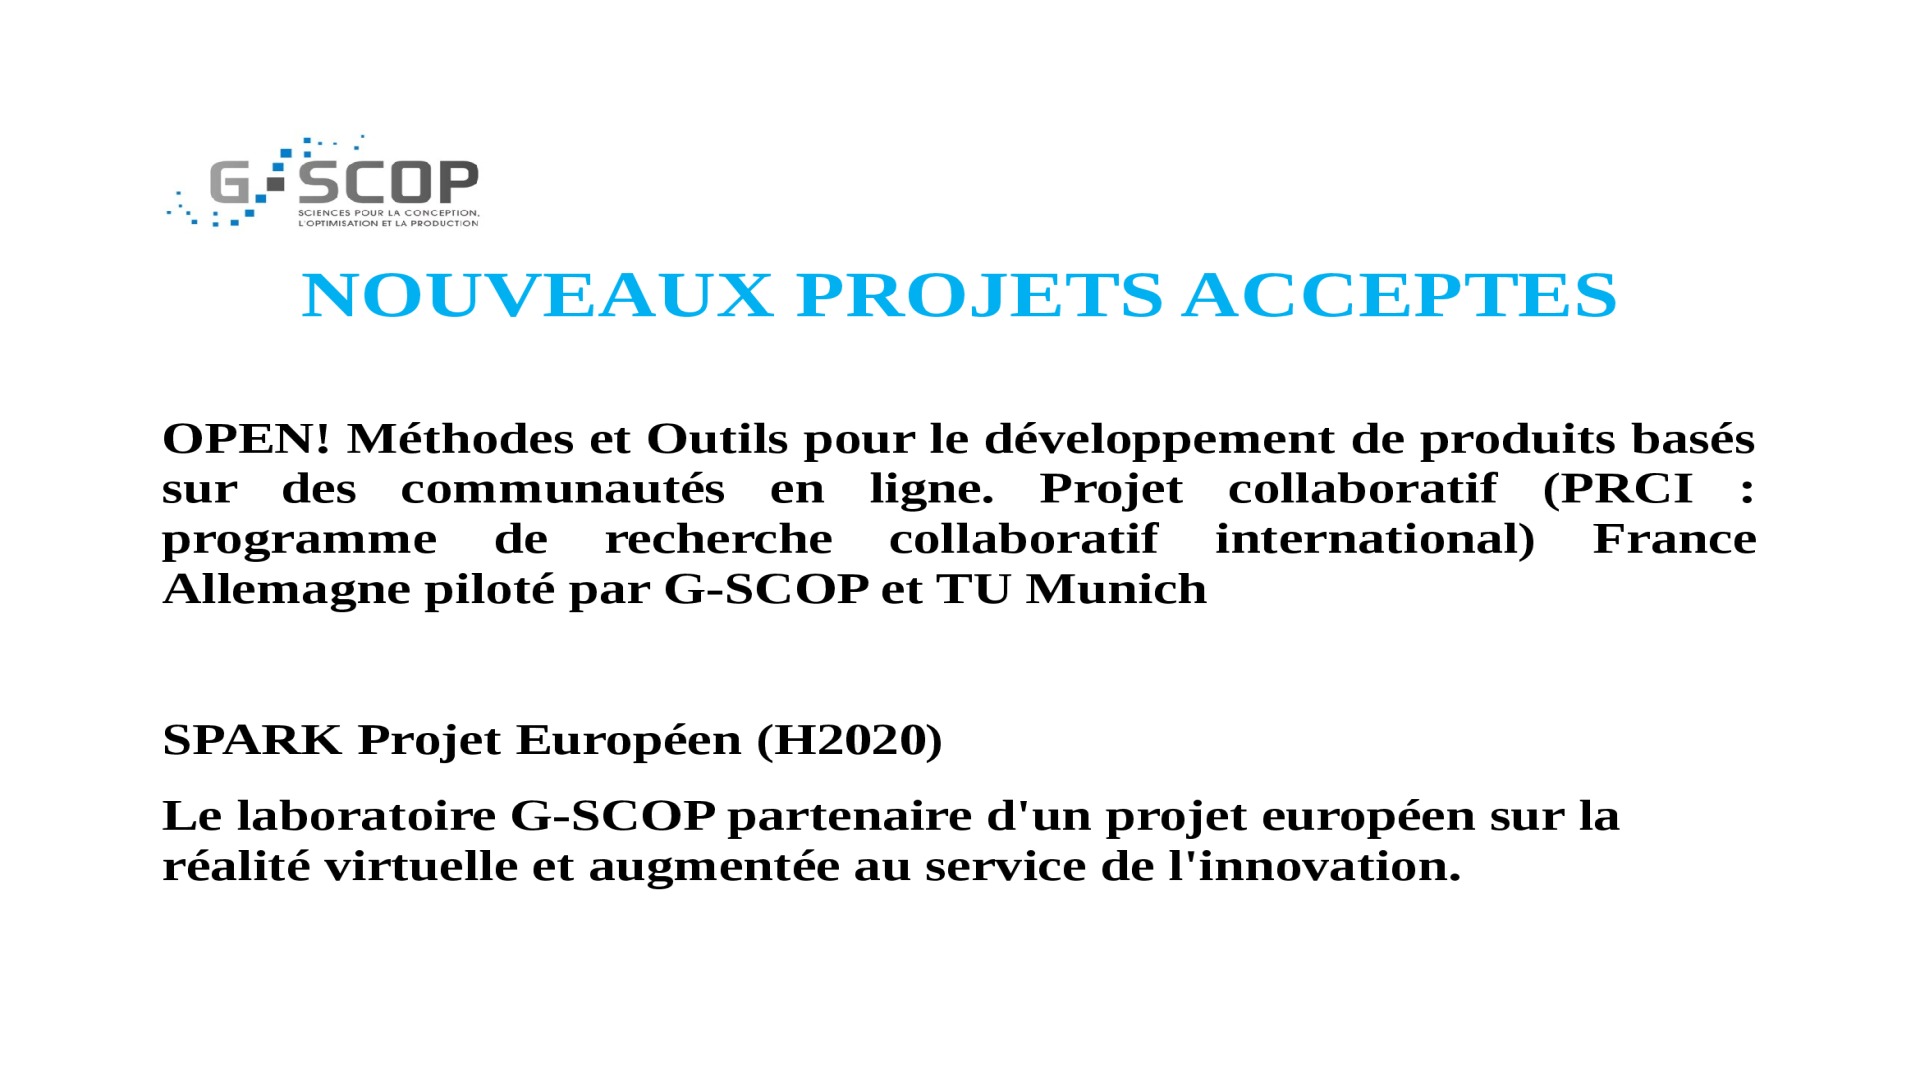 G-SCOP
SCIENCES POUR LA CONCEPTION,
L'OPTIMISATION ET LA PRODUCTION
NOUVEAUX PROJETS ACCEPTES
OPEN! Méthodes et Outils pour le développement de produits basés
sur des communautés en ligne. Projet collaboratif (PRCI :
programme de recherche collaboratif international) France
Allemagne piloté par G-SCOP et TU Munich
SPARK Projet Européen (H2020)
Le laboratoire G-SCOP partenaire d'un projet européen sur la
réalité virtuelle et augmentée au service de l'innovation.